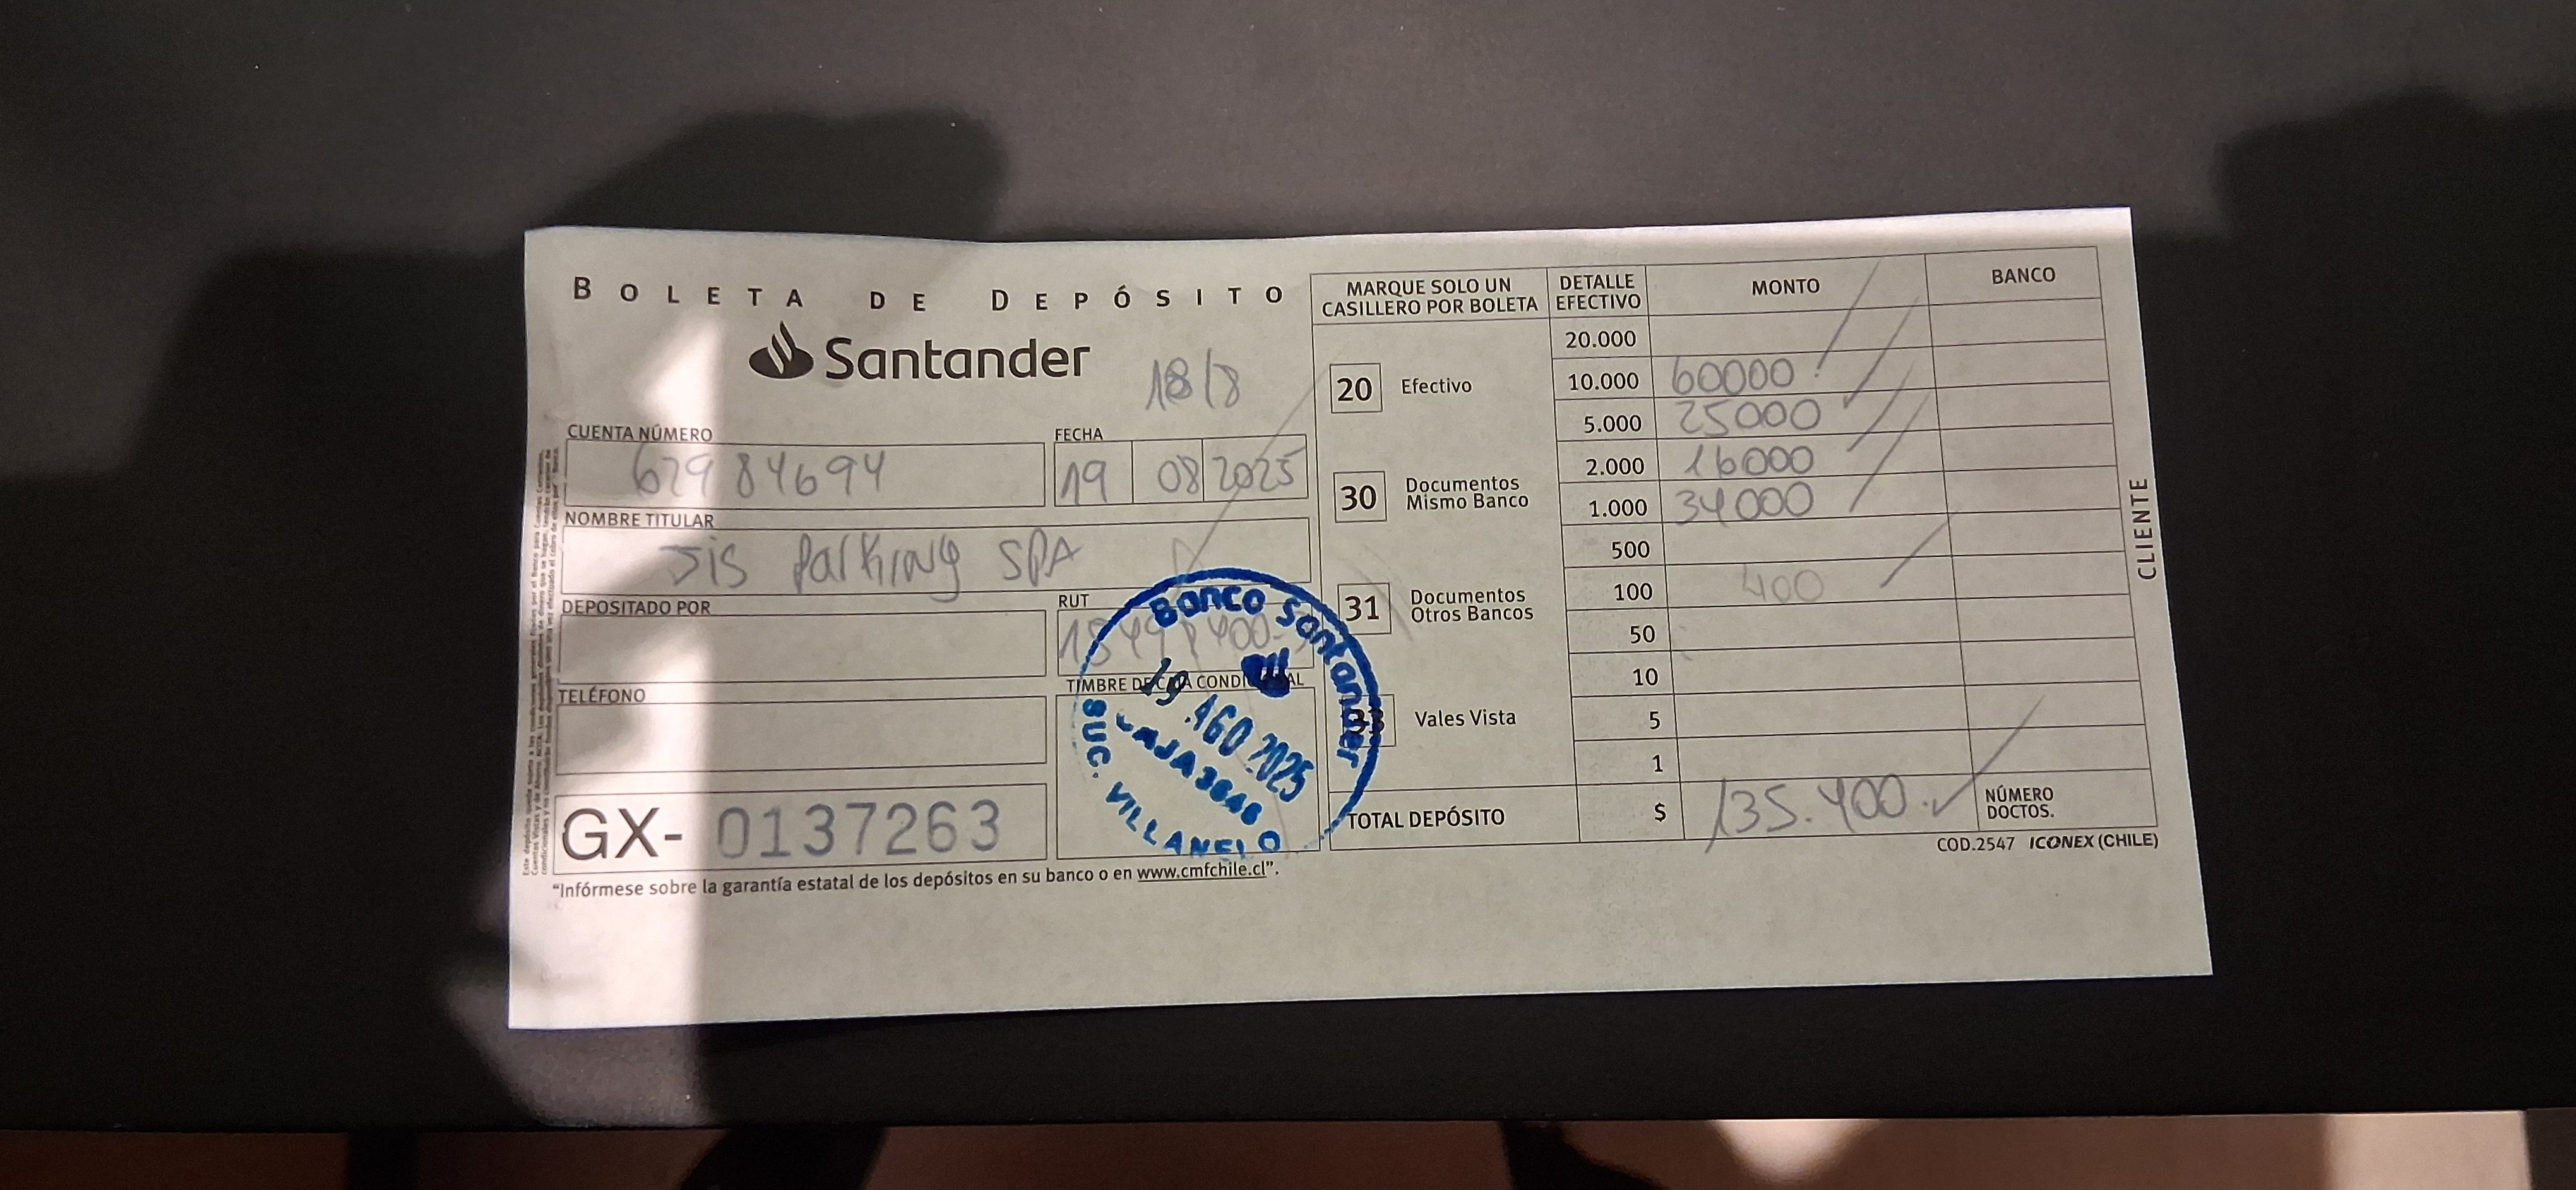 BOLETA DE DEPÓSITO
Santander
18/8
CUENTA NÚMERO
62984694
FECHA
19 08 2025
NOMBRE TITULAR
Jis Parking SPA
DEPOSITADO POR
RUT
TELÉFONO
TIMBRE DE CAJA CONDICIONAL
Banco Santander
19 AGO 2025
SUC. VILLANELO
GX- 0137263
"Infórmese sobre la garantía estatal de los depósitos en su banco o en www.cmfchile.cl".
MARQUE SOLO UN CASILLERO POR BOLETA
20 Efectivo
30 Documentos Mismo Banco
31 Documentos Otros Bancos
33 Vales Vista
DETALLE EFECTIVO MONTO BANCO
20.000
10.000 60000
5.000 25000
2.000 16000
1.000 34000
500
100 400
50
10
5
1
TOTAL DEPÓSITO $ 135.400.
NÚMERO DOCTOS.
CLIENTE
COD.2547 ICONEX (CHILE)